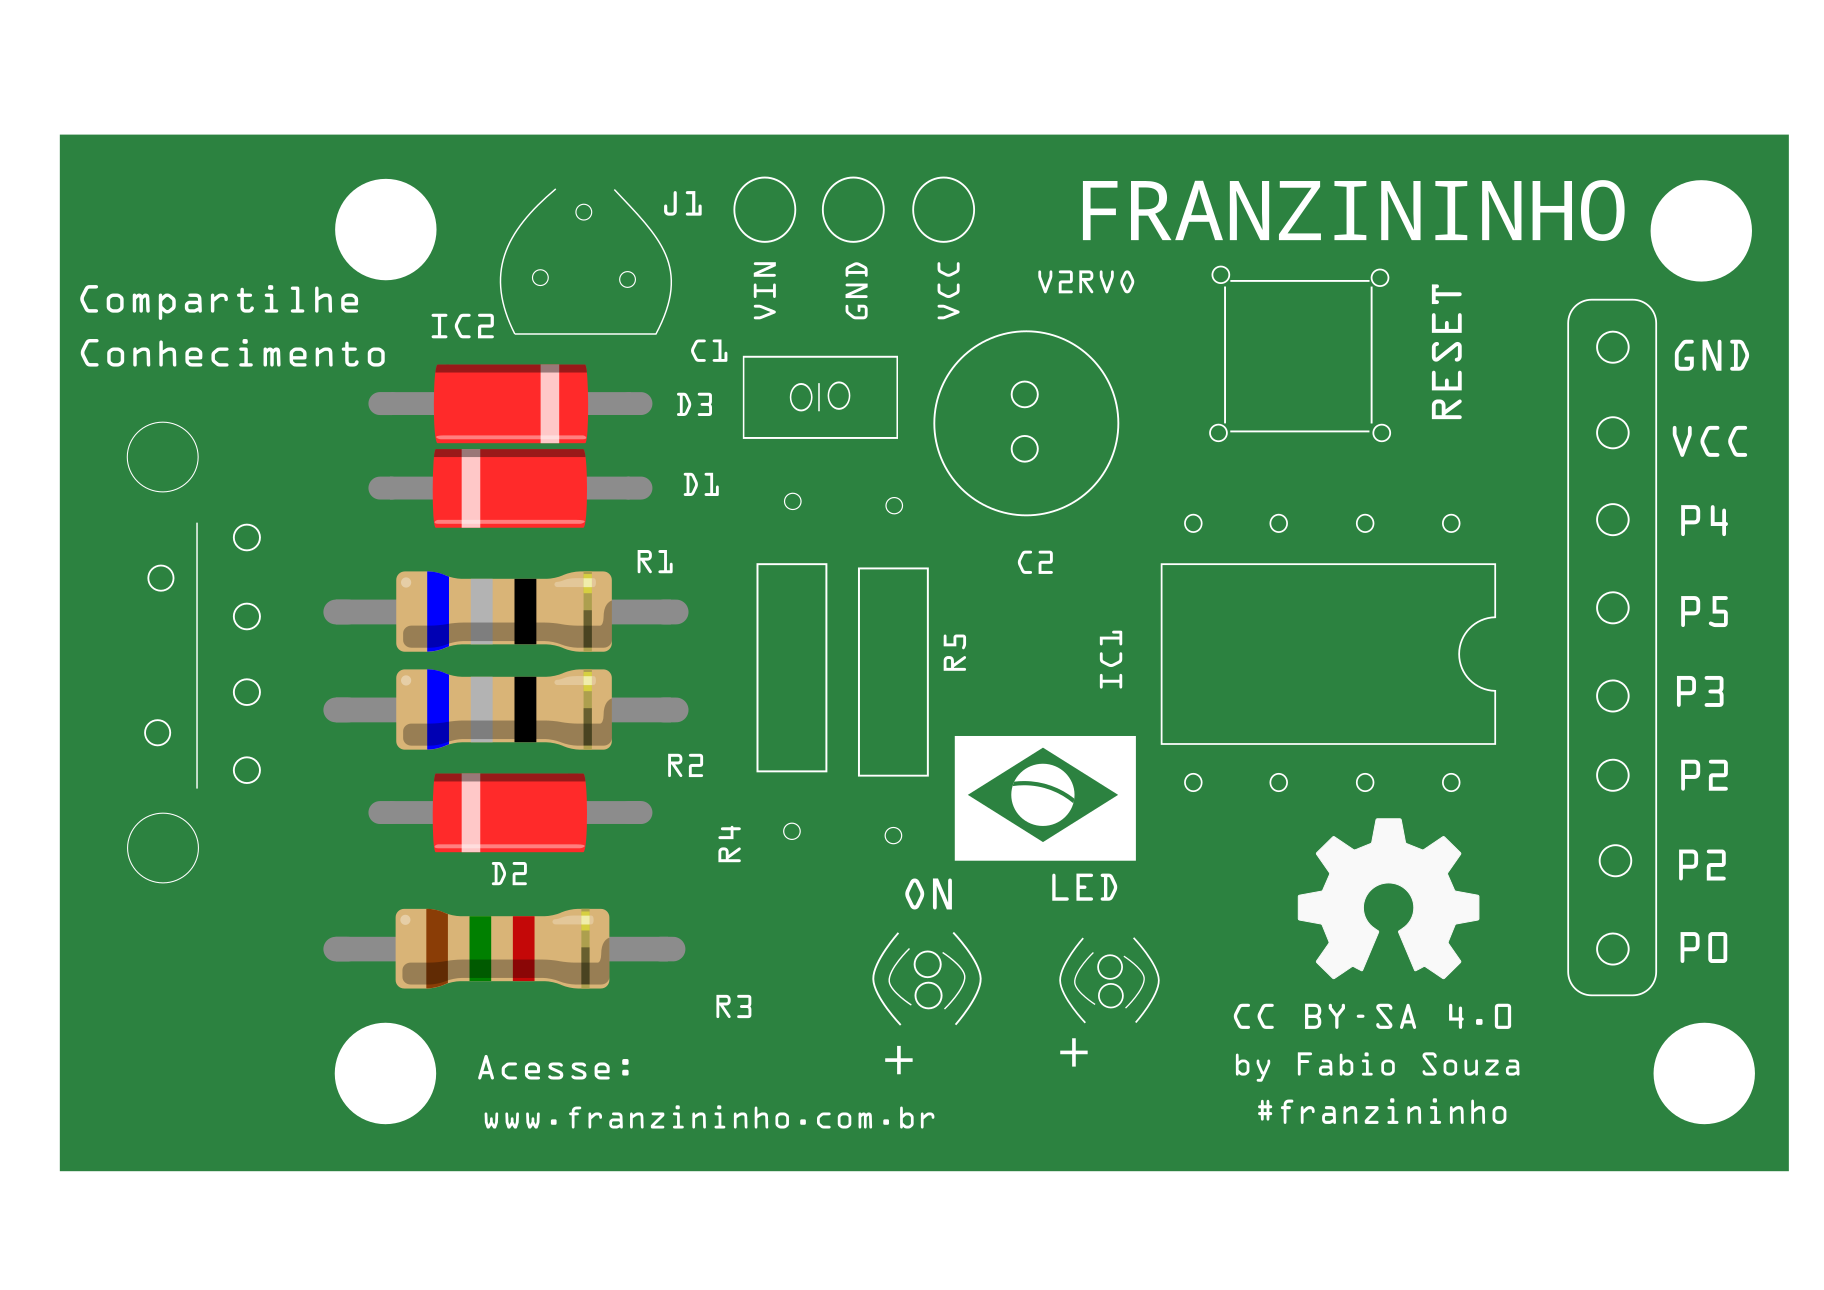 FRANZININHO
J1
VIN
GND
VCC
V2RV0
RESET
Compartilhe
Conhecimento
IC2
C1
D3
D1
R1
C2
R5
IC1
R2
R4
D2
R3
ON
LED
GND
VCC
P4
P5
P3
P2
P2
P0
+
+
CC BY-SA 4.0
by Fabio Souza
#franzininho
Acesse:
www.franzininho.com.br